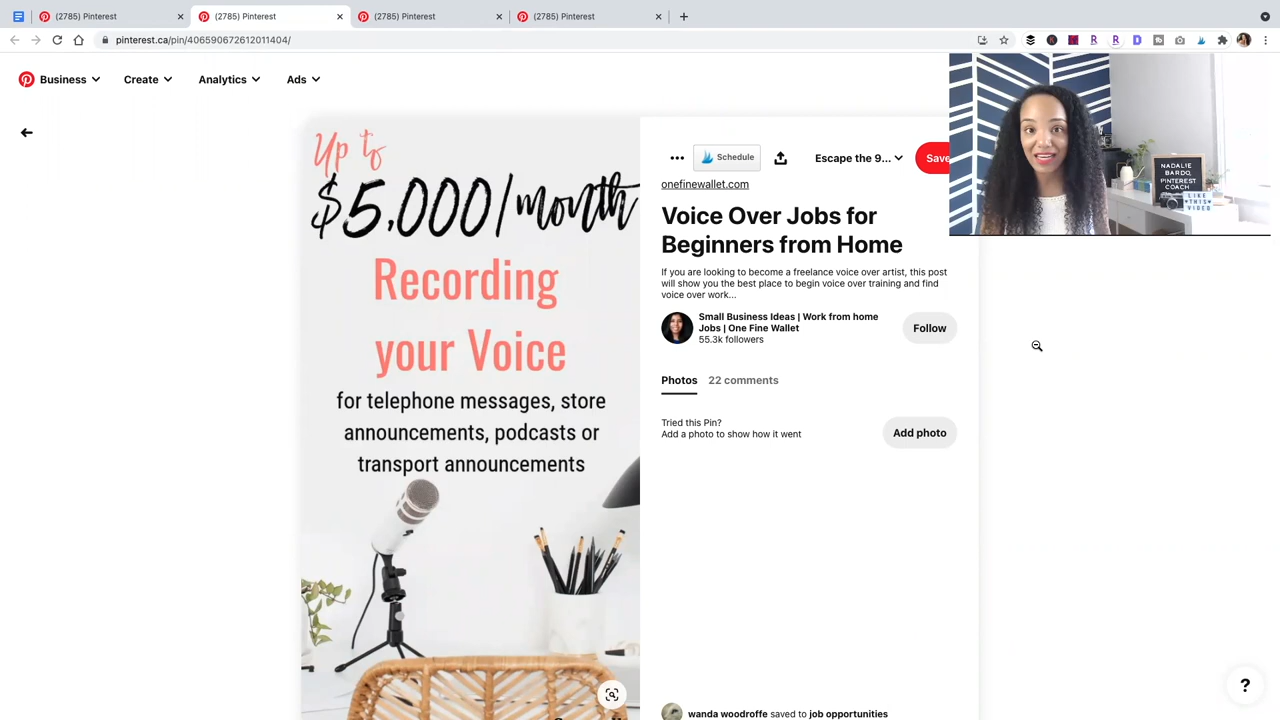 (2785) Pinterest
(2785) Pinterest
(2785) Pinterest
(2785) Pinterest
pinterest.ca/pin/406590672612011404/
Business
Create
Analytics
Ads
Up to
$5,000/month
Recording
your Voice
for telephone messages, store
announcements, podcasts or
transport announcements
Schedule
Escape the 9...
Save
onefinewallet.com
Voice Over Jobs for
Beginners from Home
If you are looking to become a freelance voice over artist, this post
will show you the best place to begin voice over training and find
voice over work...
Small Business Ideas | Work from home
Jobs | One Fine Wallet
55.3k followers
Follow
Photos
22 comments
Tried this Pin?
Add a photo to show how it went
Add photo
wanda woodroffe saved to job opportunities
NADALIE
BARDO,
PINTEREST
COACH
LIKE
THIS
VIDEO
?